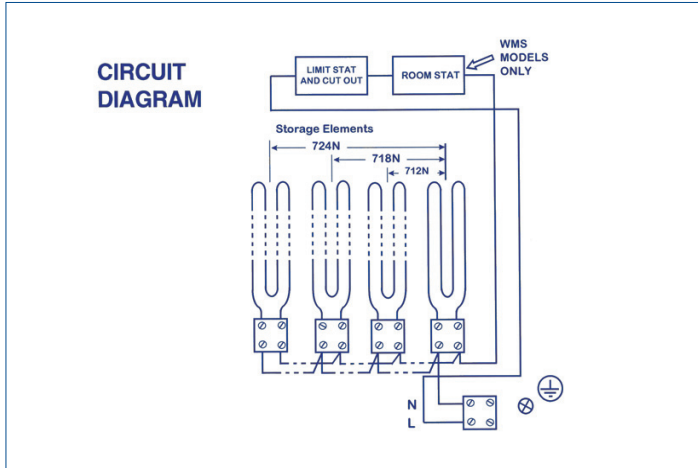 CIRCUIT
DIAGRAM
WMS
MODELS
ONLY
LIMIT STAT
AND CUT OUT
ROOM STAT
Storage Elements
724N
718N
712N
N
L